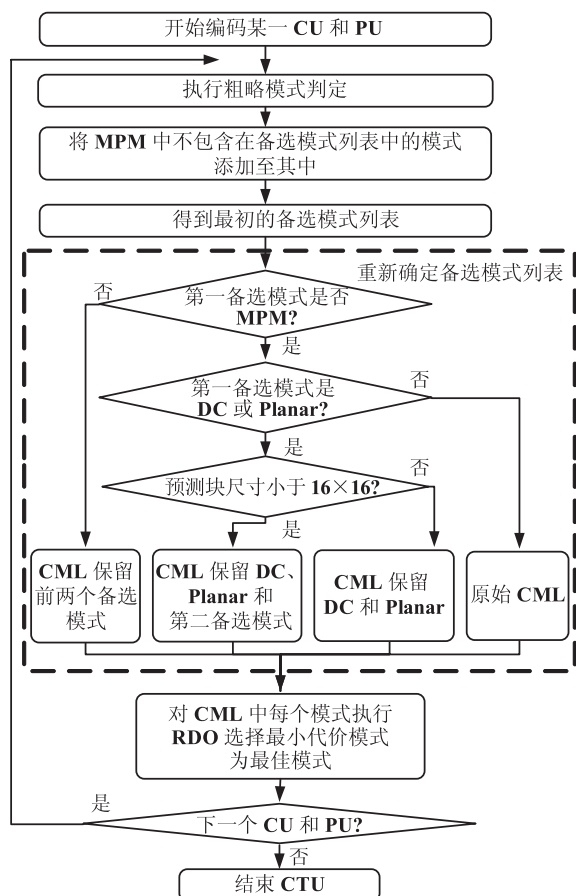 开始编码某一 CU 和 PU
执行粗略模式判定
将 MPM 中不包含在备选模式列表中的模式
添加至其中
得到最初的备选模式列表
重新确定备选模式列表
否
第一备选模式是否
MPM?
是
第一备选模式是
DC 或 Planar?
否
是
预测块尺寸小于 16×16?
否
是
CML 保留
前两个备选
模式
CML 保留 DC、
Planar 和
第二备选模式
CML 保留
DC 和 Planar
原始 CML
对 CML 中每个模式执行
RDO 选择最小代价模式
为最佳模式
是
下一个 CU 和 PU?
否
结束 CTU